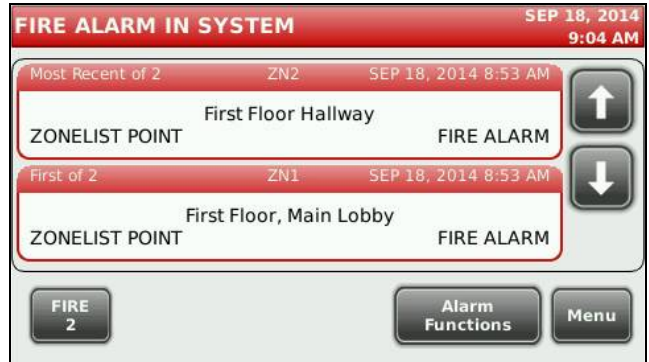 FIRE ALARM IN SYSTEM
SEP 18, 2014
9:04 AM
Most Recent of 2 ZN2 SEP 18, 2014 8:53 AM
First Floor Hallway
ZONELIST POINT FIRE ALARM
First of 2 ZN1 SEP 18, 2014 8:53 AM
First Floor, Main Lobby
ZONELIST POINT FIRE ALARM
FIRE
2
Alarm
Functions
Menu